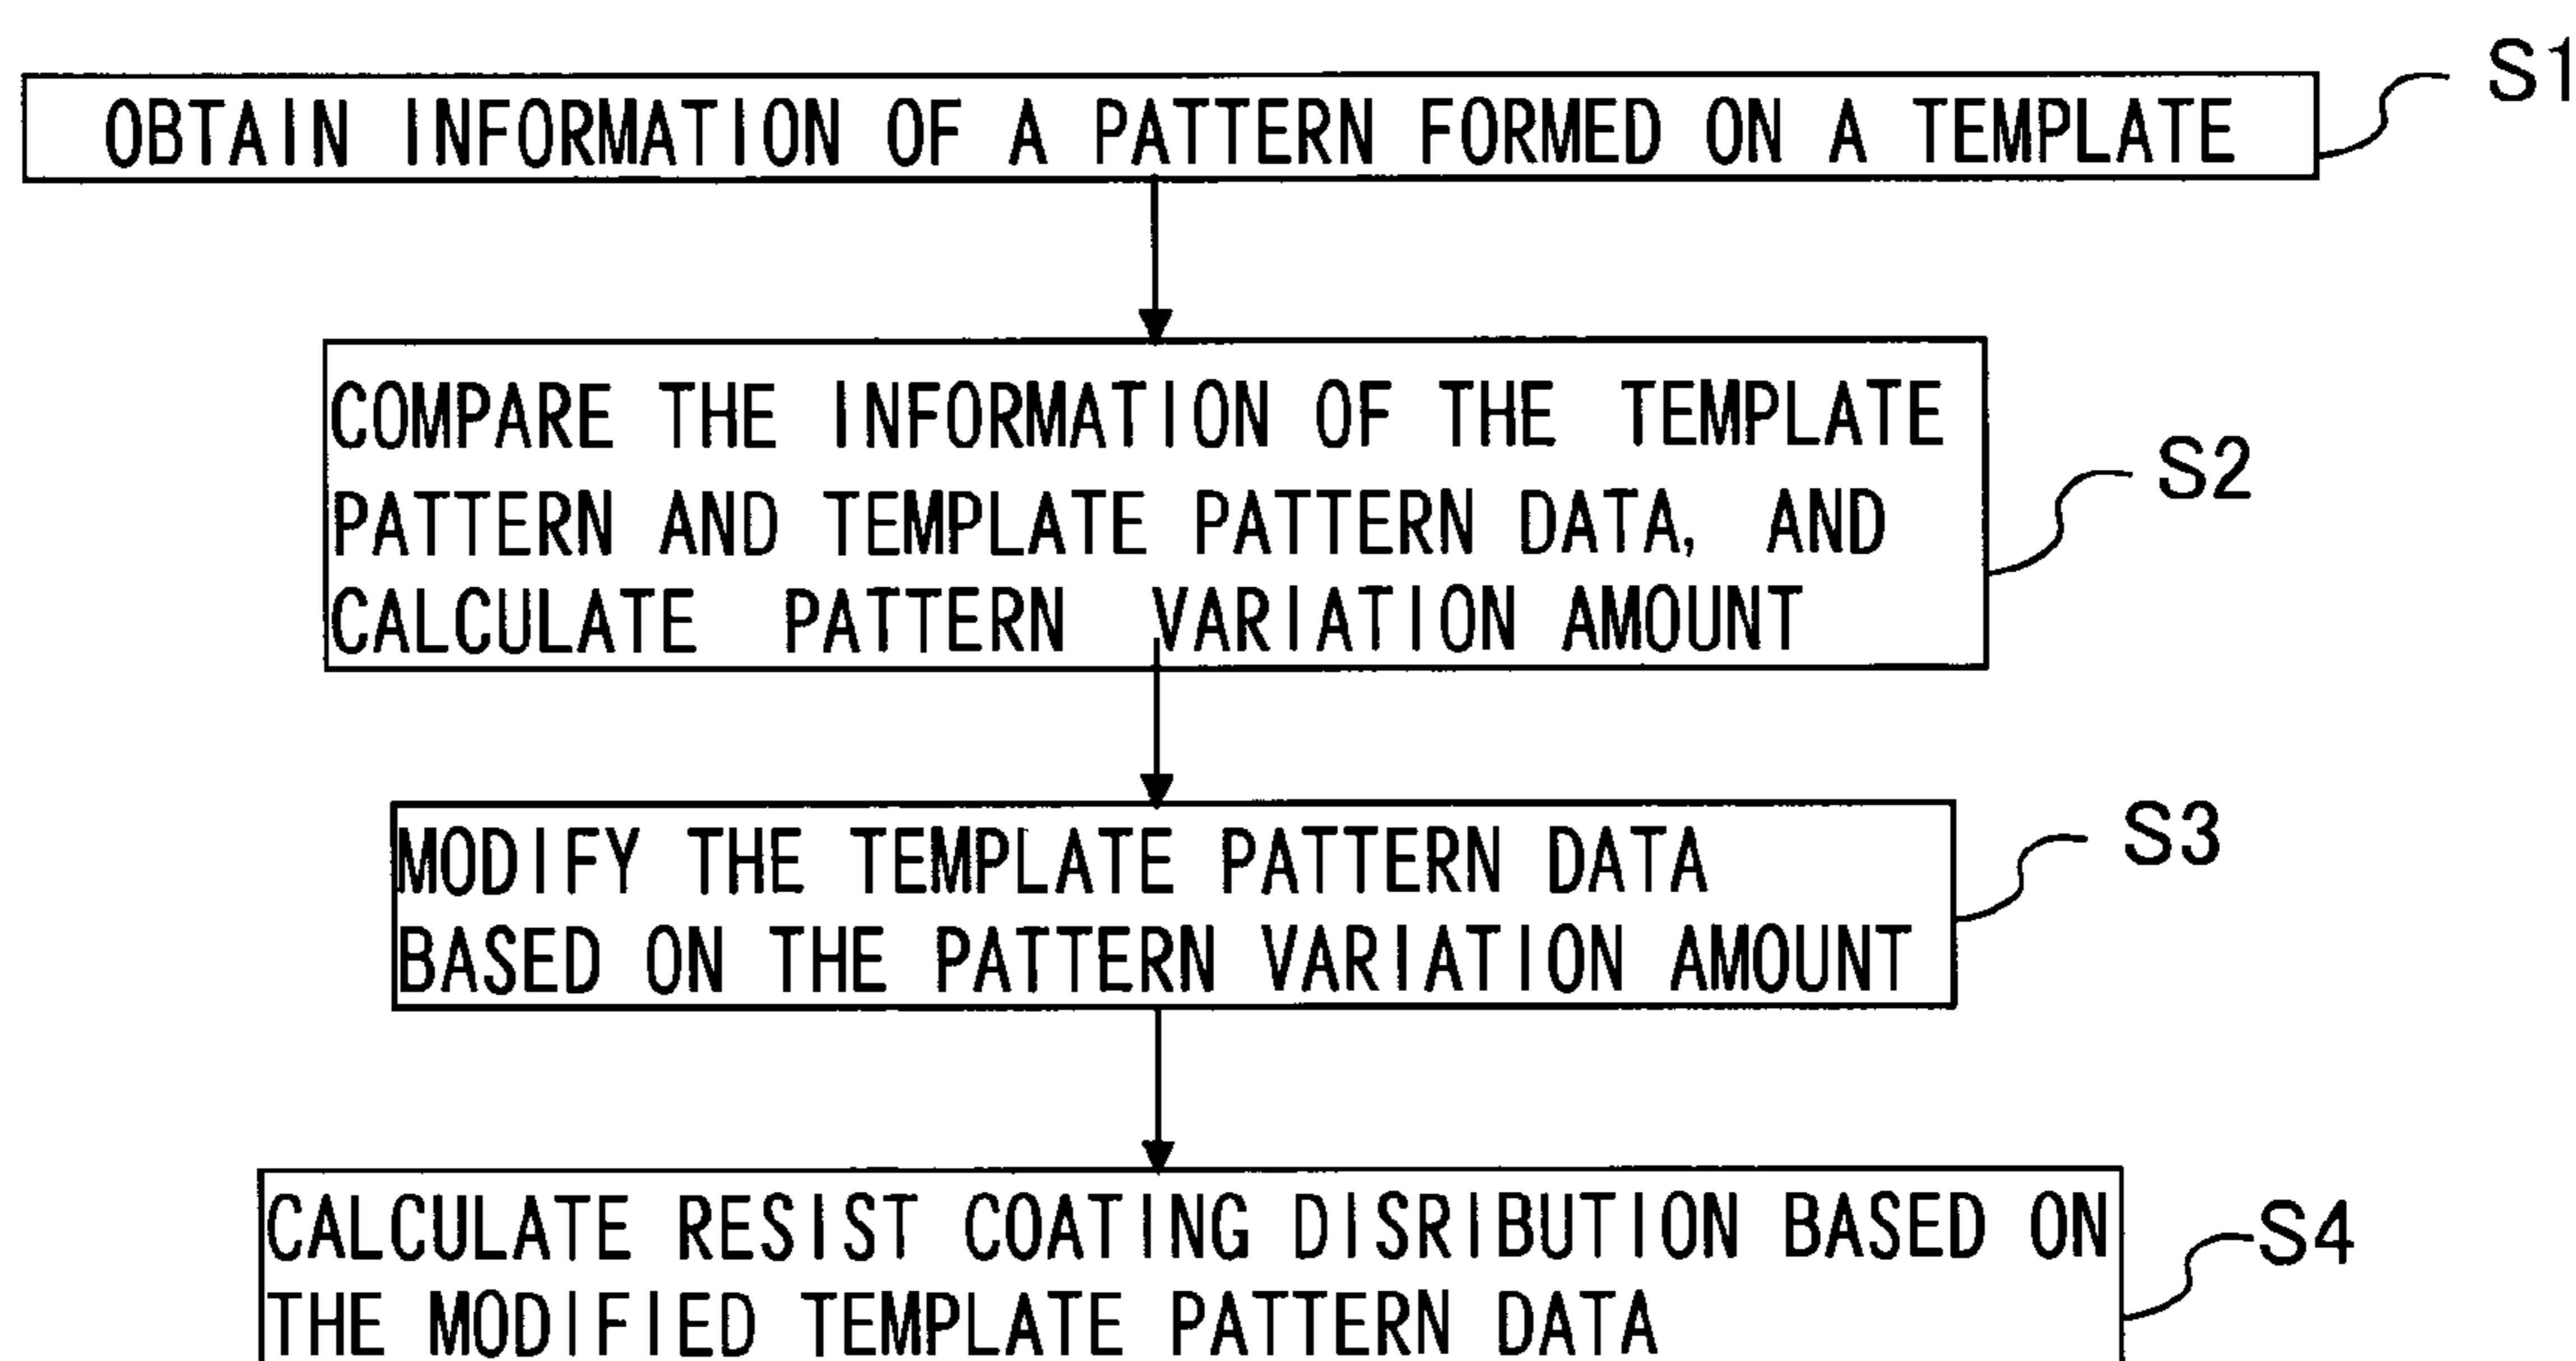 S1
OBTAIN INFORMATION OF A PATTERN FORMED ON A TEMPLATE
COMPARE THE INFORMATION OF THE TEMPLATE
PATTERN AND TEMPLATE PATTERN DATA, AND
CALCULATE PATTERN VARIATION AMOUNT
S2
MODIFY THE TEMPLATE PATTERN DATA
BASED ON THE PATTERN VARIATION AMOUNT
S3
CALCULATE RESIST COATING DISRIBUTION BASED ON
THE MODIFIED TEMPLATE PATTERN DATA
S4